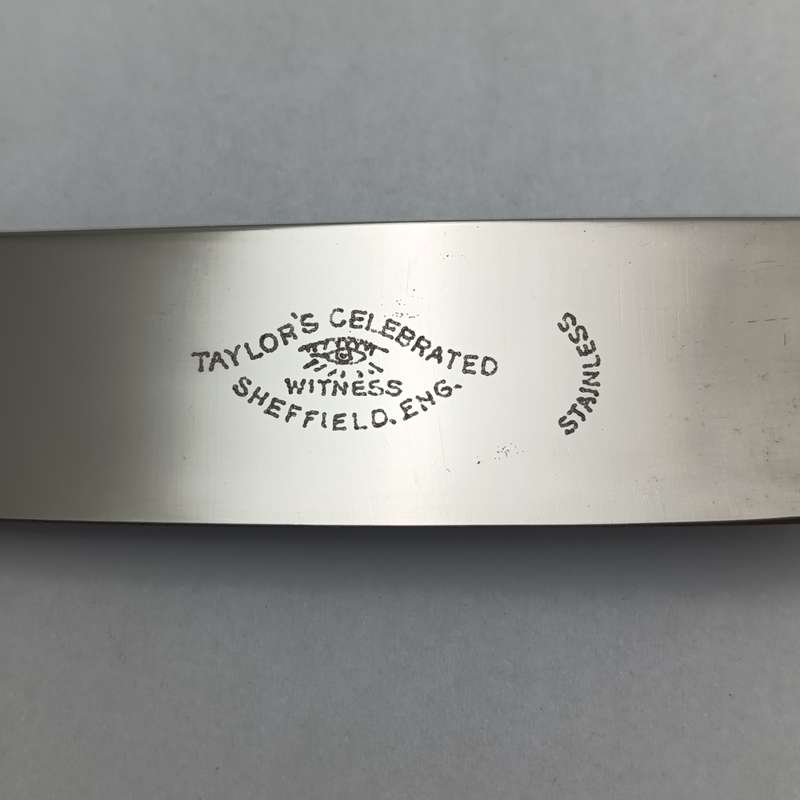 TAYLOR'S CELEBRATED
WITNESS
SHEFFIELD. ENG.
STAINLESS